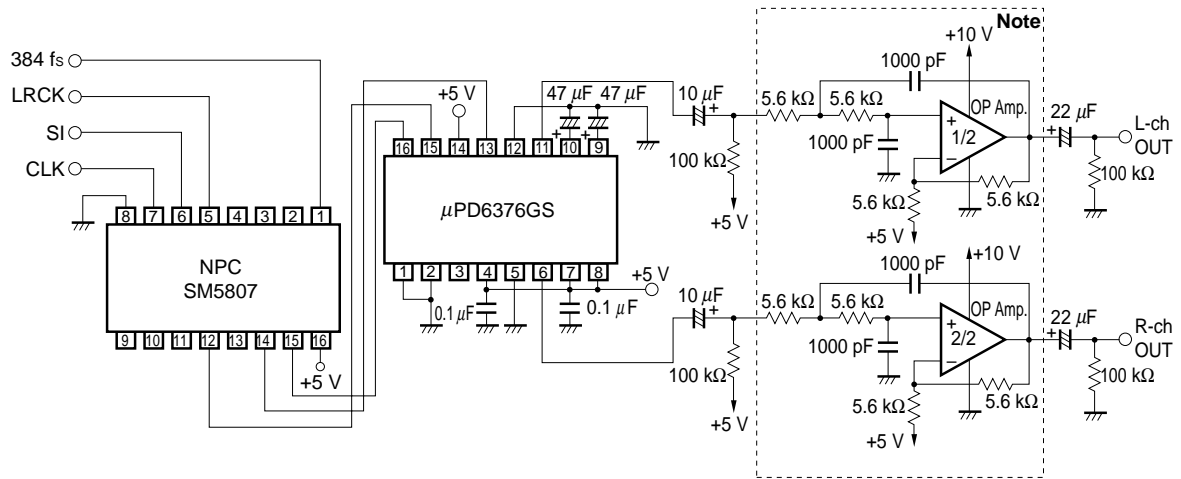 Note
384 fs
LRCK
SI
CLK
8 7 6 5 4 3 2 1
NPC
SM5807
9 10 11 12 13 14 15 16
+5 V
+5 V
47 μF 47 μF
+ +
16 15 14 13 12 11 10 9
μPD6376GS
1 2 3 4 5 6 7 8
0.1 μF
0.1 μF
+5 V
10 μF
+
100 kΩ
+5 V
5.6 kΩ
5.6 kΩ
1000 pF
1000 pF
+10 V
OP Amp.
+
1/2
−
5.6 kΩ
5.6 kΩ
+5 V
22 μF
+
L-ch
OUT
100 kΩ
10 μF
+
100 kΩ
+5 V
5.6 kΩ
5.6 kΩ
1000 pF
1000 pF
+10 V
OP Amp.
+
2/2
−
5.6 kΩ
5.6 kΩ
+5 V
22 μF
+
R-ch
OUT
100 kΩ